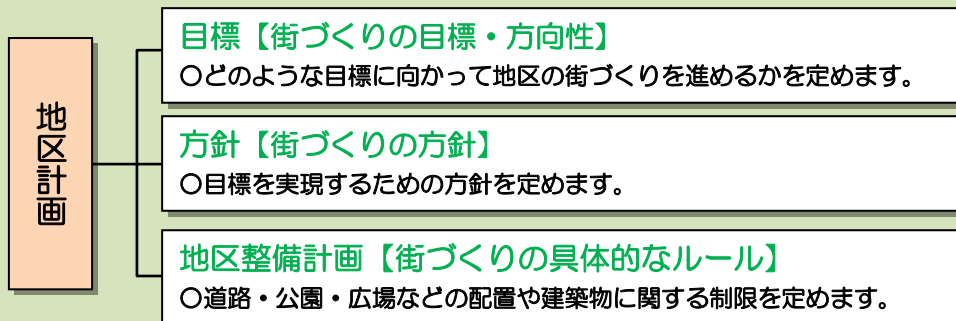 地区計画
目標【街づくりの目標・方向性】
○どのような目標に向かって地区の街づくりを進めるかを定めます。
方針【街づくりの方針】
○目標を実現するための方針を定めます。
地区整備計画【街づくりの具体的なルール】
○道路・公園・広場などの配置や建築物に関する制限を定めます。